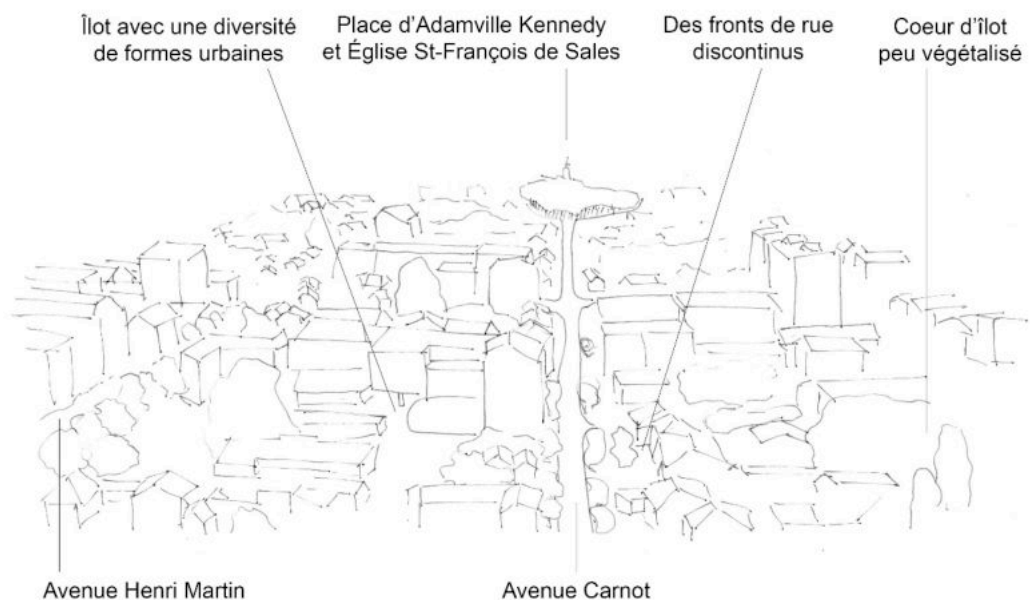 Îlot avec une diversité
de formes urbaines
Place d'Adamville Kennedy
et Église St-François de Sales
Des fronts de rue
discontinus
Coeur d'îlot
peu végétalisé
Avenue Henri Martin
Avenue Carnot